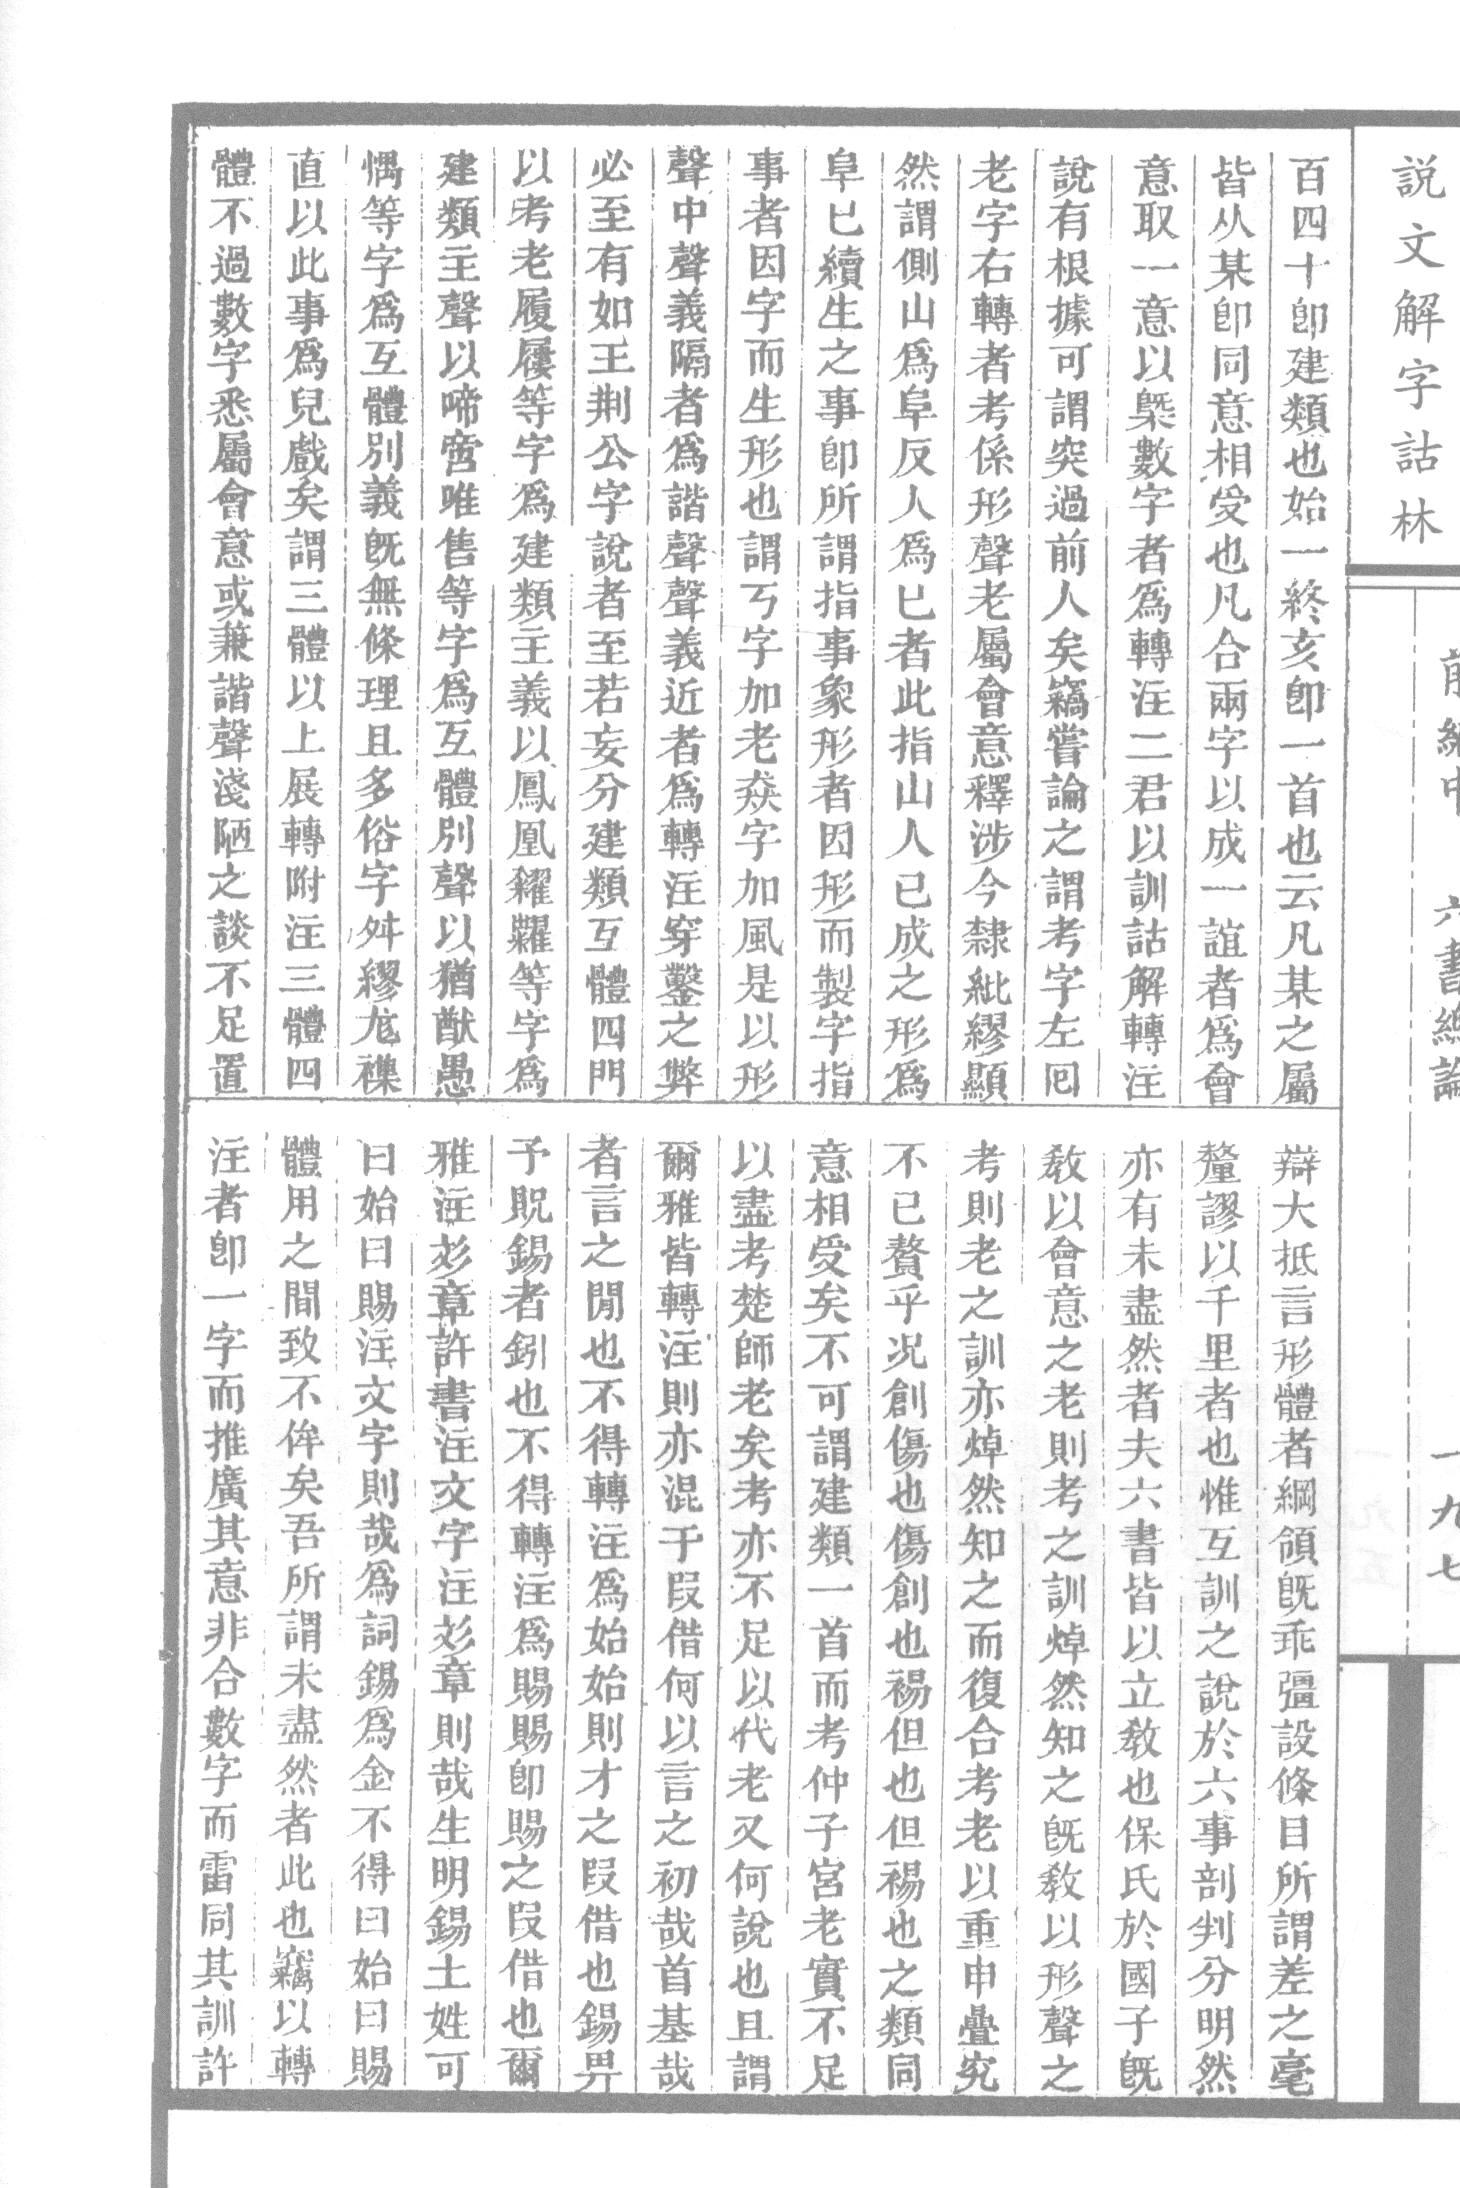 說文解字詁林
前編中　六書總論　一九七
百四十卽建類也始一終亥卽一首也云凡某之屬
皆从某卽同意相受也凡合兩字以成一誼者爲會
意取一意以槩數字者爲轉注二君以訓詁解轉注
說有根據可謂突過前人矣竊嘗論之謂考字左囘
老字右轉者考係形聲老屬會意釋涉今隸紕繆顯
然謂側山爲阜反人爲匕者此指山人已成之形爲
阜匕續生之事卽所謂指事象形者因形而製字指
事者因字而生形也謂丂字加老猋字加風是以形
聲中聲義隔者爲諧聲聲義近者爲轉注穿鑿之弊
必至有如王荆公字說者至若妄分建類互體四門
以考老履屨等字爲建類主義以鳳凰糴糶等字爲
建類主聲以啼啻唯售等字爲互體別聲以猶猷愚
愑等字爲互體別義旣無條理且多俗字舛繆尨襍
直以此事爲兒戲矣謂三體以上展轉附注三體四
體不過數字悉屬會意或兼諧聲淺陋之談不足置
辯大抵言形體者綱領旣乖彊設條目所謂差之毫
釐謬以千里者也惟互訓之說於六事剖判分明然
亦有未盡然者夫六書皆以立敎也保氏於國子旣
敎以會意之老則考之訓焯然知之旣敎以形聲之
考則老之訓亦焯然知之而復合考老以重申疊究
不已贅乎况創傷也傷創也裼但也但裼也之類同
意相受矣不可謂建類一首而考仲子宮老實不足
以盡考楚師老矣考亦不足以代老又何說也且謂
爾雅皆轉注則亦混于叚借何以言之初哉首基哉
者言之閒也不得轉注爲始始則才之叚借也錫畀
予貺錫者鈏也不得轉注爲賜賜卽賜之叚借也爾
雅注彣章許書注文字注彣章則哉生明錫土姓可
曰始曰賜注文字則哉爲詞錫爲金不得曰始曰賜
體用之間致不侔矣吾所謂未盡然者此也竊以轉
注者卽一字而推廣其意非合數字而雷同其訓許